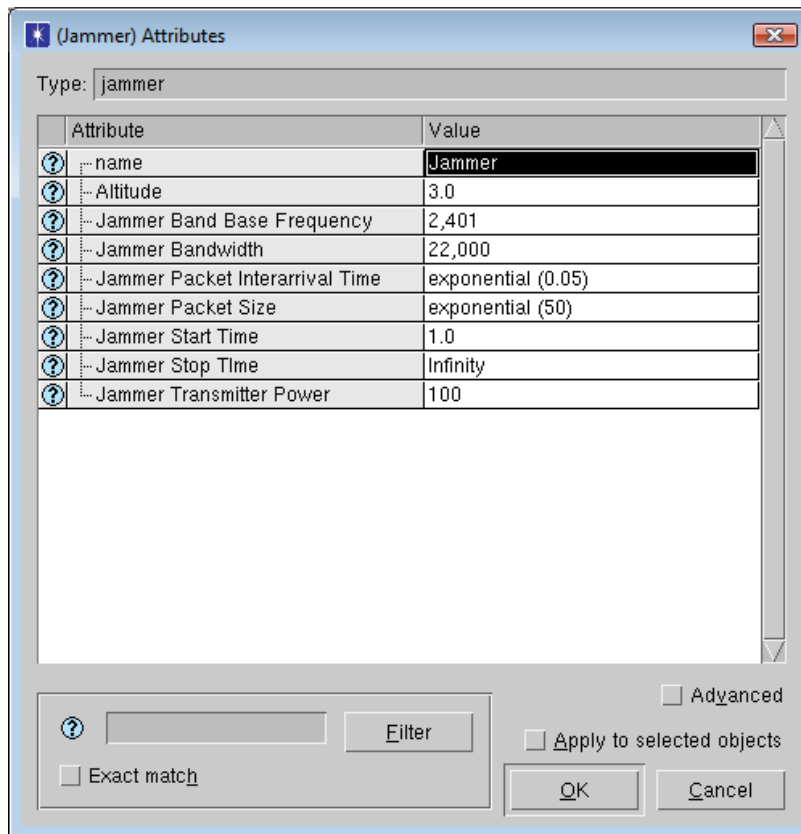 (Jammer) Attributes
Type: jammer
Attribute Value
name Jammer
Altitude 3.0
Jammer Band Base Frequency 2,401
Jammer Bandwidth 22,000
Jammer Packet Interarrival Time exponential (0.05)
Jammer Packet Size exponential (50)
Jammer Start Time 1.0
Jammer Stop TIme Infinity
Jammer Transmitter Power 100
Advanced
Filter
Apply to selected objects
Exact match
OK Cancel